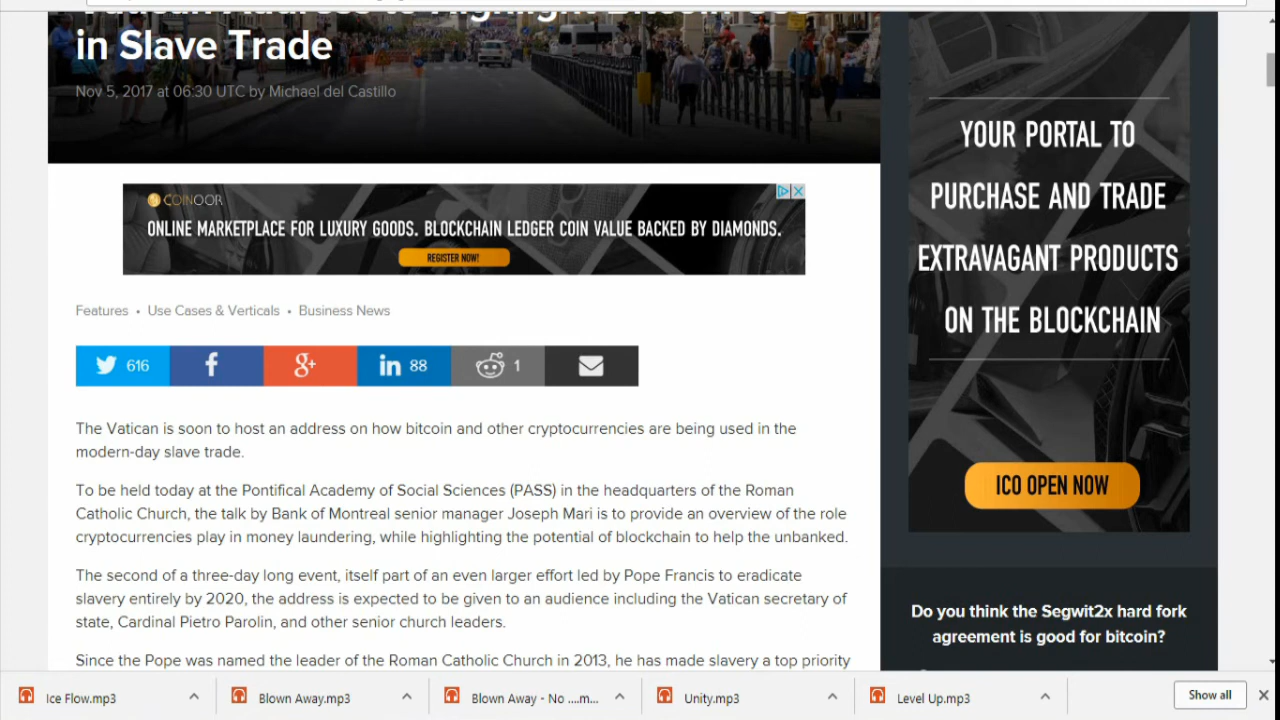 in Slave Trade
Nov 5, 2017 at 06:30 UTC by Michael del Castillo
COINOOR
ONLINE MARKETPLACE FOR LUXURY GOODS. BLOCKCHAIN LEDGER COIN VALUE BACKED BY DIAMONDS.
REGISTER NOW!
Features • Use Cases & Verticals • Business News
616
88
1
The Vatican is soon to host an address on how bitcoin and other cryptocurrencies are being used in the
modern-day slave trade.
To be held today at the Pontifical Academy of Social Sciences (PASS) in the headquarters of the Roman
Catholic Church, the talk by Bank of Montreal senior manager Joseph Mari is to provide an overview of the role
cryptocurrencies play in money laundering, while highlighting the potential of blockchain to help the unbanked.
The second of a three-day long event, itself part of an even larger effort led by Pope Francis to eradicate
slavery entirely by 2020, the address is expected to be given to an audience including the Vatican secretary of
state, Cardinal Pietro Parolin, and other senior church leaders.
Since the Pope was named the leader of the Roman Catholic Church in 2013, he has made slavery a top priority
YOUR PORTAL TO
PURCHASE AND TRADE
EXTRAVAGANT PRODUCTS
ON THE BLOCKCHAIN
ICO OPEN NOW
Do you think the Segwit2x hard fork
agreement is good for bitcoin?
Ice Flow.mp3
Blown Away.mp3
Blown Away - No ....m...
Unity.mp3
Level Up.mp3
Show all